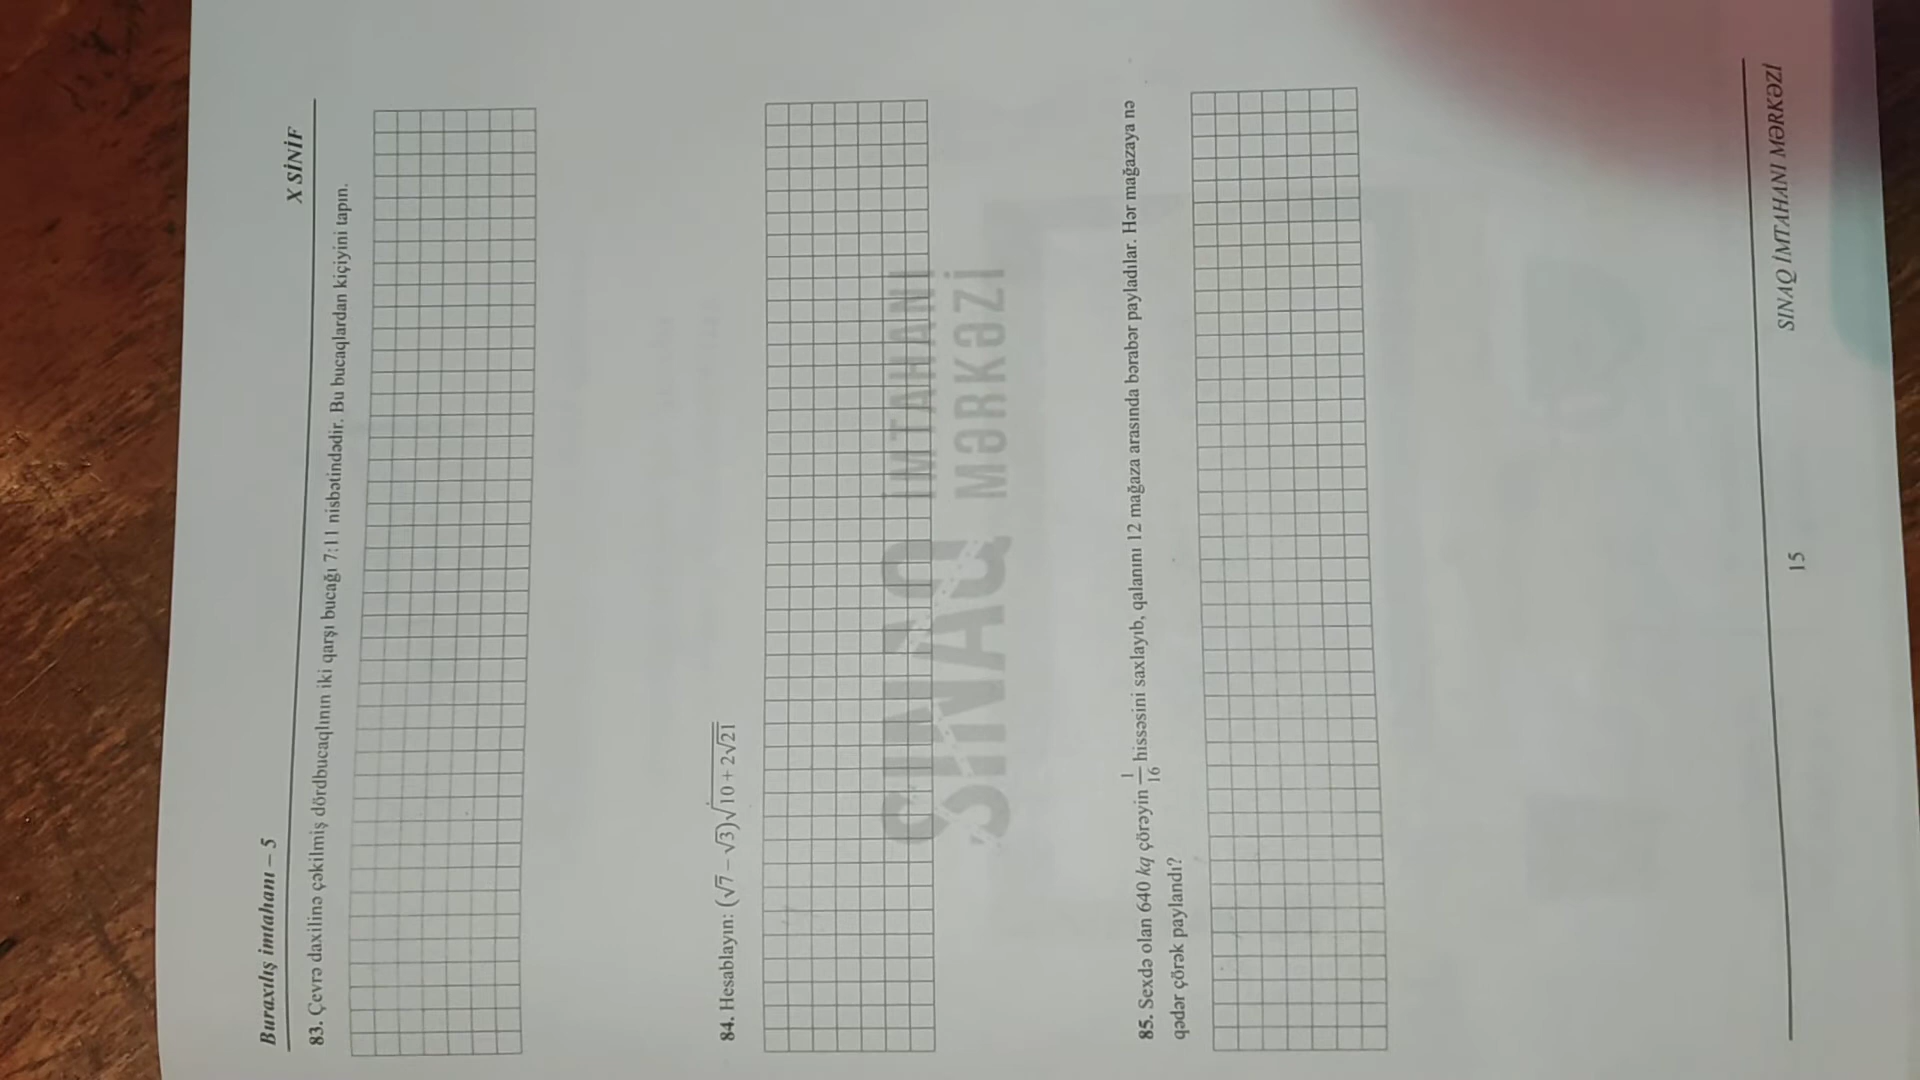 Buraxılış imtahanı – 5
X SİNİF
83. Çevrə daxilinə çəkilmiş dördbucaqlının iki qarşı bucağı 7:11 nisbətindədir. Bu bucaqlardan kiçiyini tapın.
84. Hesablayın: (√7 – √3)√(10 + 2√21)
SINAQ İMTAHANI
SINAQ MƏRKƏZİ
85. Sexdə olan 640 kq çörəyin 1/16 hissəsini saxlayıb, qalanını 12 mağaza arasında bərabər payladılar. Hər mağazaya nə
qədər çörək paylandı?
15
SINAQ İMTAHANI MƏRKƏZİ